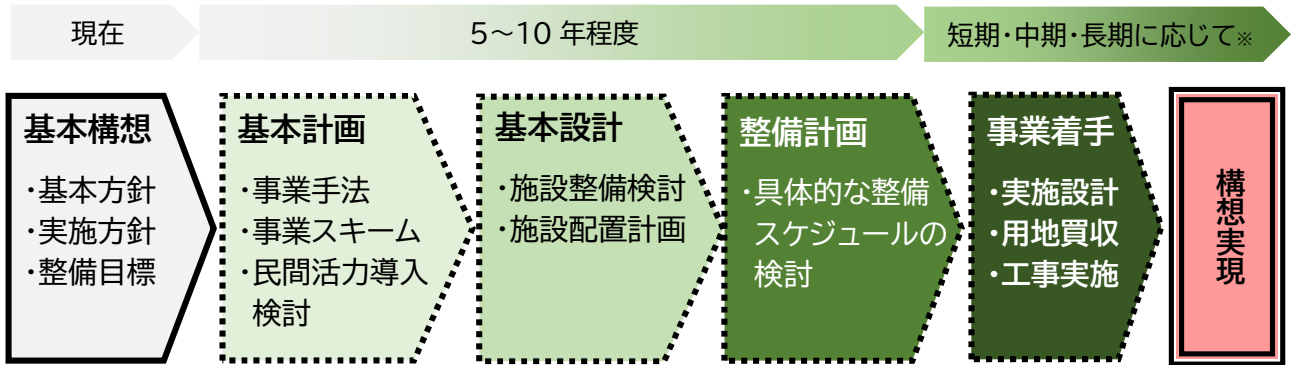 現在
5～10 年程度
短期・中期・長期に応じて※
基本構想
・基本方針
・実施方針
・整備目標
基本計画
・事業手法
・事業スキーム
・民間活力導入
検討
基本設計
・施設整備検討
・施設配置計画
整備計画
・具体的な整備
スケジュールの
検討
事業着手
・実施設計
・用地買収
・工事実施
構想実現